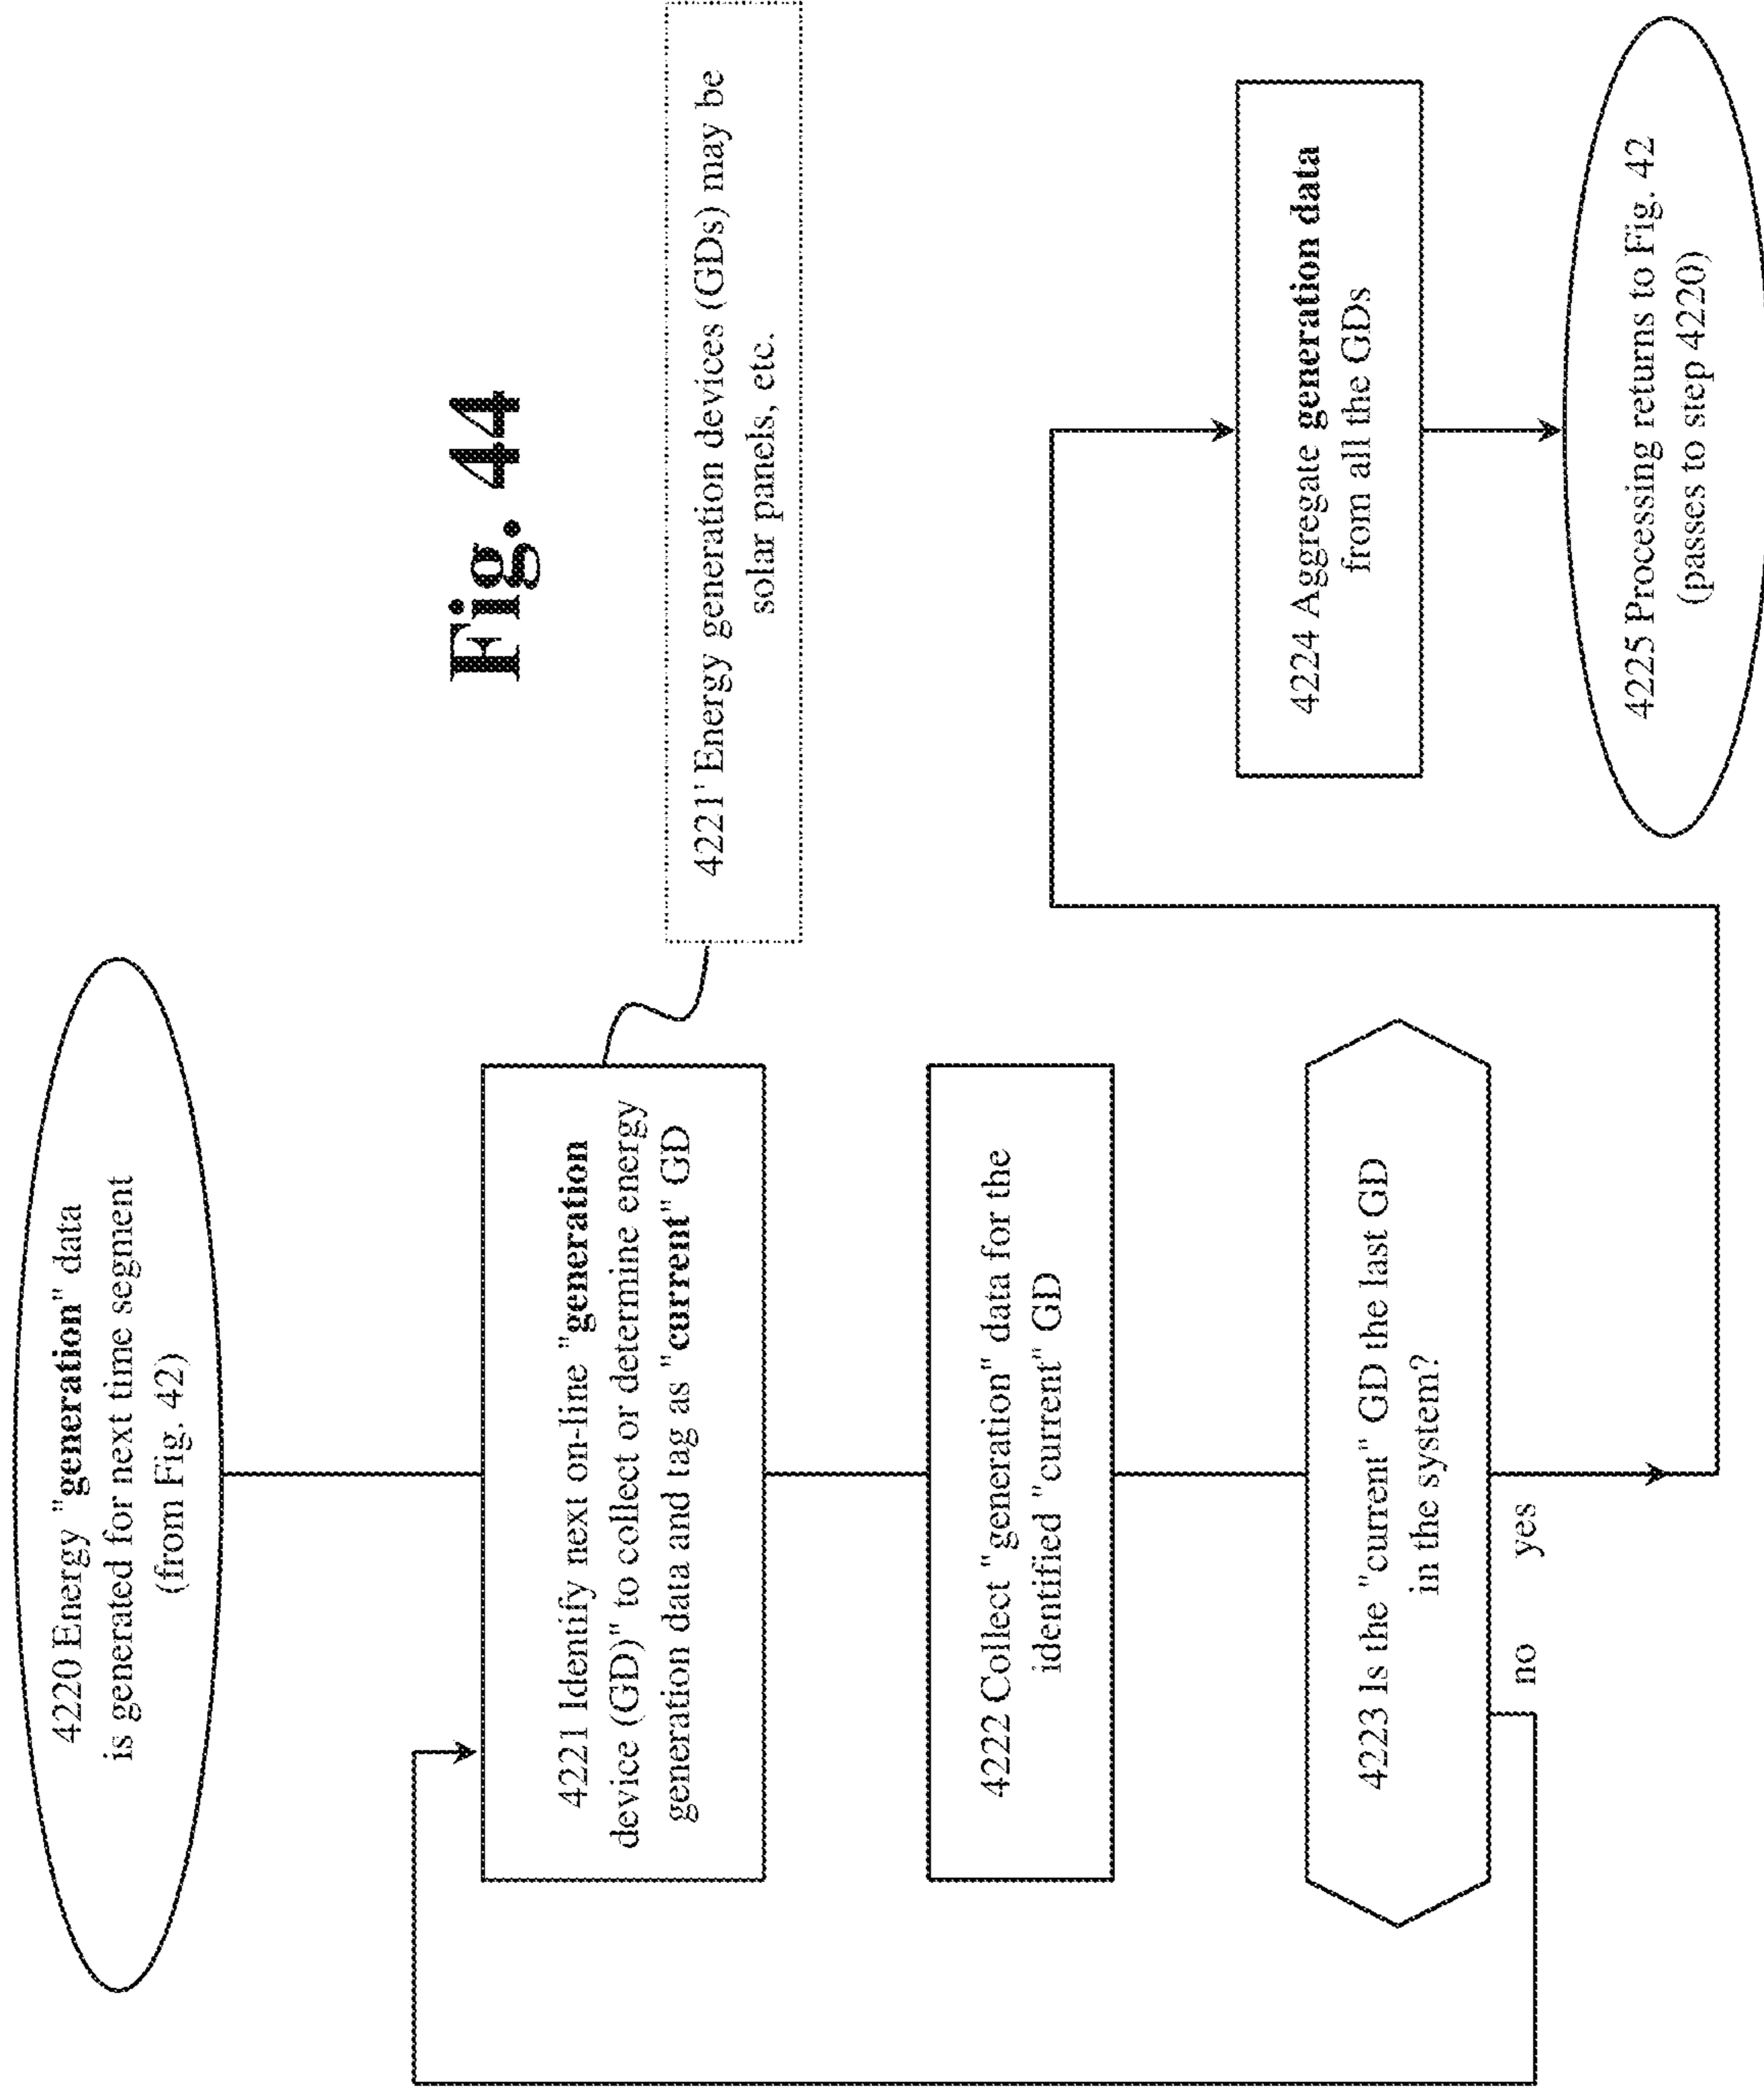 Fig. 44
4220 Energy "generation" data
is generated for next time segment
(from Fig. 42)
4221 Identify next on-line "generation
device (GD)" to collect or determine energy
generation data and tag as "current" GD
4221' Energy generation devices (GDs) may be
solar panels, etc.
4222 Collect "generation" data for the
identified "current" GD
4223 Is the "current" GD the last GD
in the system?
no
yes
4224 Aggregate generation data
from all the GDs
4225 Processing returns to Fig. 42
(passes to step 4220)